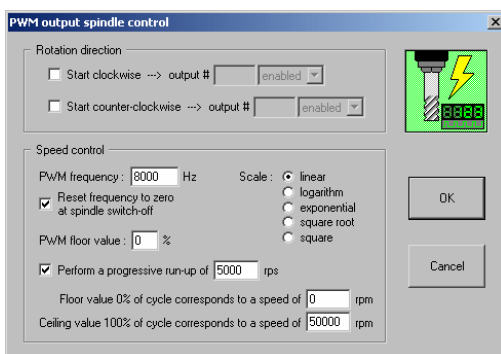 PWM output spindle control
Rotation direction
Start clockwise ---> output # enabled
Start counter-clockwise ---> output # enabled
Speed control
PWM frequency : 8000 Hz
Reset frequency to zero
at spindle switch-off
PWM floor value : 0 %
Scale : linear
logarithm
exponential
square root
square
Perform a progressive run-up of 5000 rps
Floor value 0% of cycle corresponds to a speed of 0 rpm
Ceiling value 100% of cycle corresponds to a speed of 50000 rpm
8888
OK
Cancel